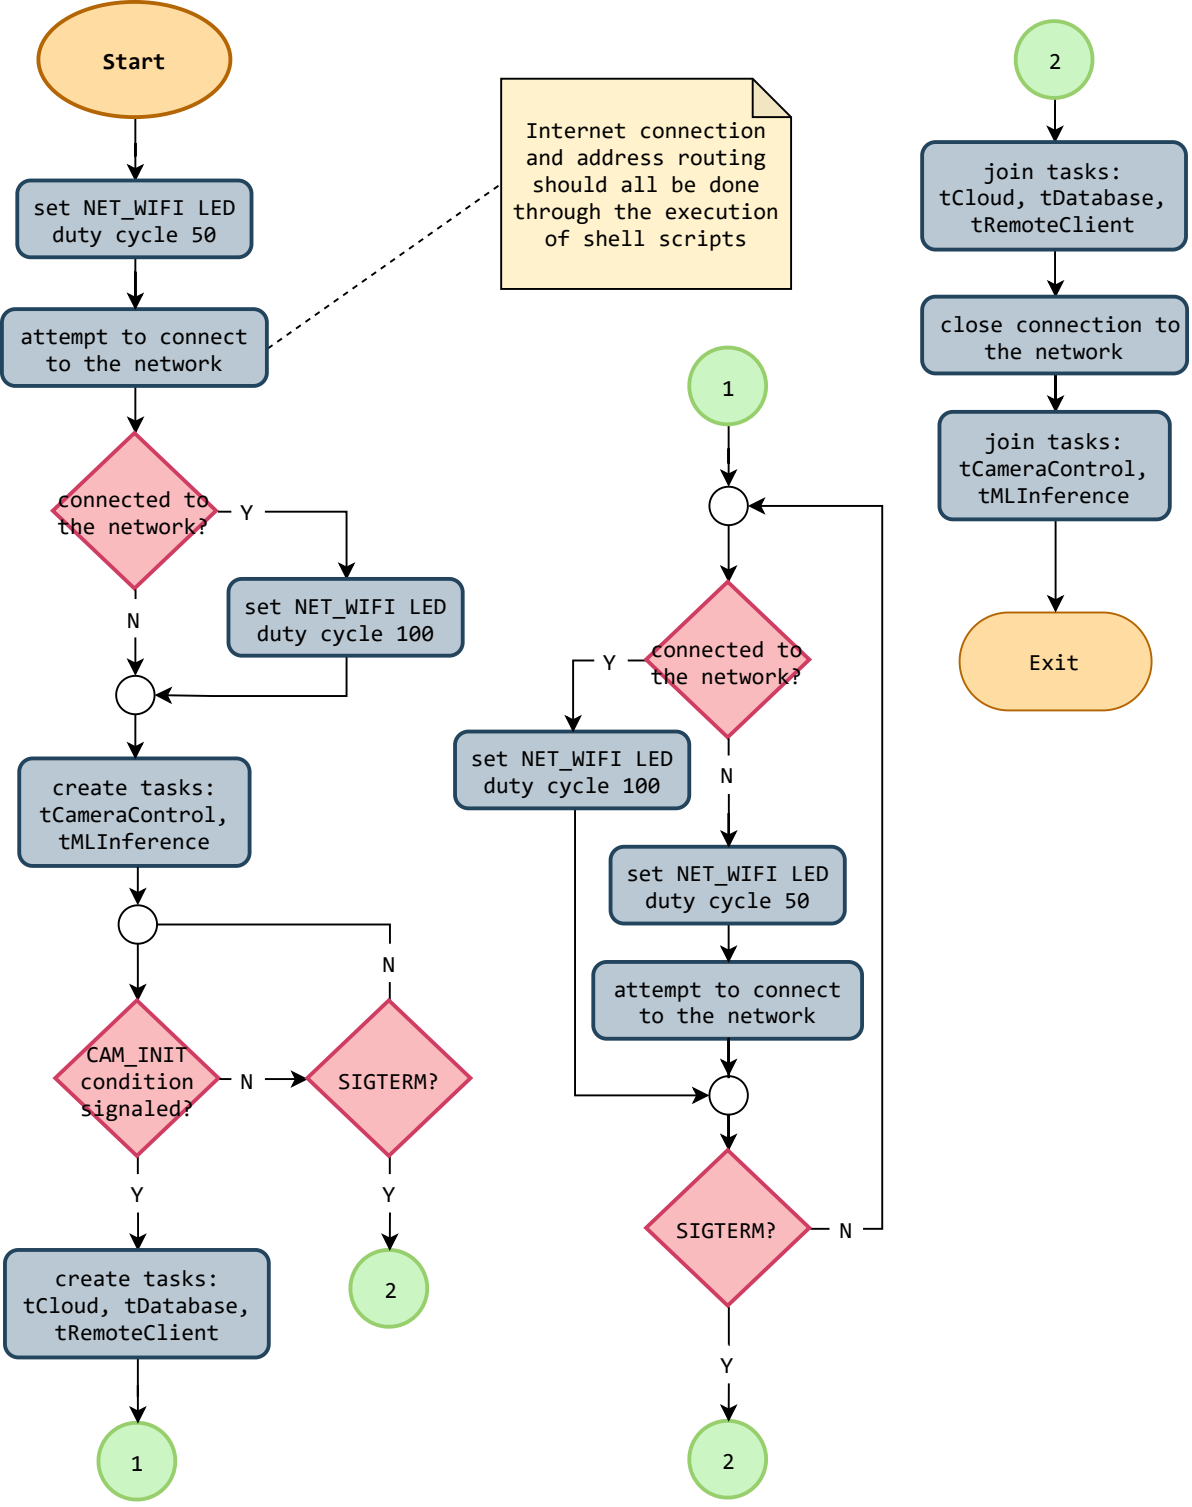 Start
set NET_WIFI LED
duty cycle 50
attempt to connect
to the network
Internet connection
and address routing
should all be done
through the execution
of shell scripts
connected to
the network?
Y
N
set NET_WIFI LED
duty cycle 100
create tasks:
tCameraControl,
tMLInference
CAM_INIT
condition
signaled?
N
SIGTERM?
N
Y
Y
2
create tasks:
tCloud, tDatabase,
tRemoteClient
1
1
connected to
the network?
Y
N
set NET_WIFI LED
duty cycle 100
set NET_WIFI LED
duty cycle 50
attempt to connect
to the network
SIGTERM?
N
Y
2
2
join tasks:
tCloud, tDatabase,
tRemoteClient
close connection to
the network
join tasks:
tCameraControl,
tMLInference
Exit